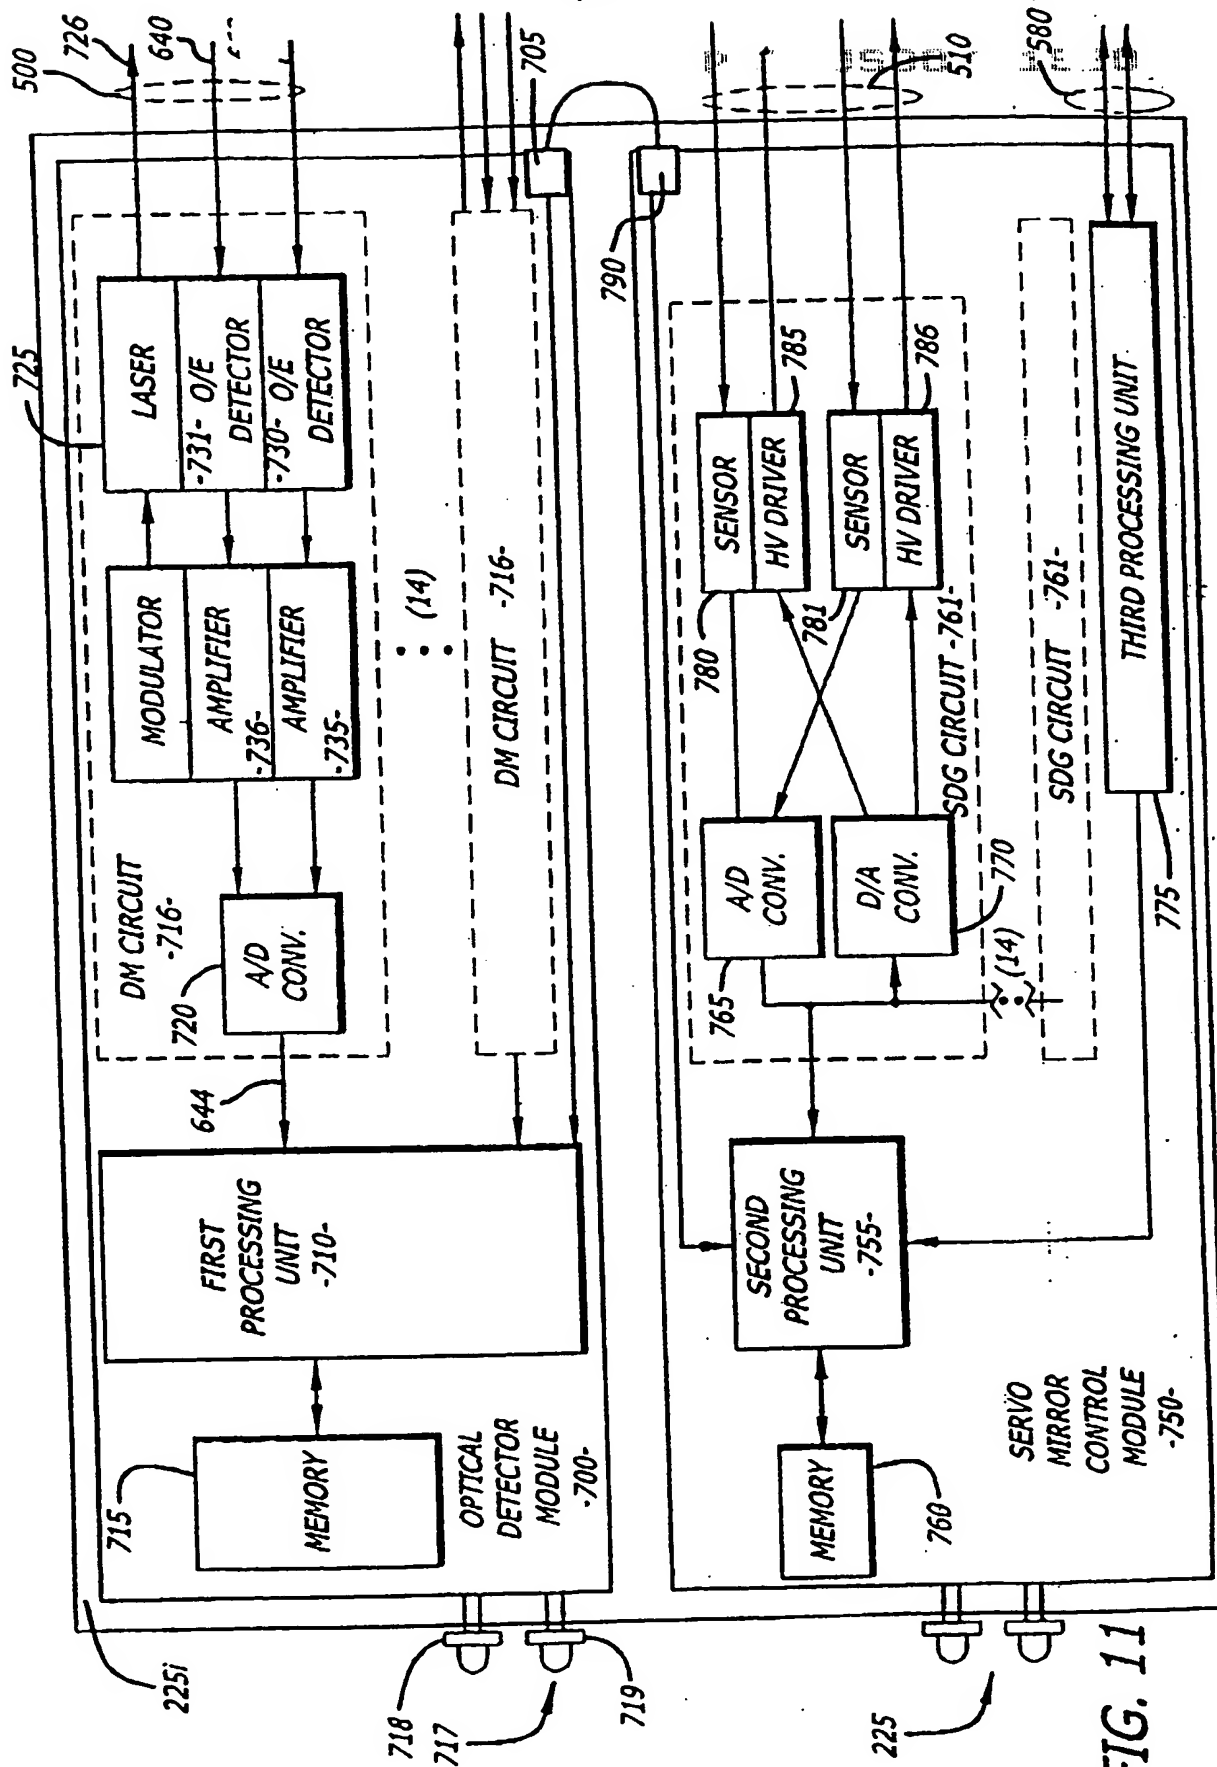 500
726
640
705
510
580
725
LASER
-731- O/E
DETECTOR
-730- O/E
DETECTOR
MODULATOR
AMPLIFIER
-736-
AMPLIFIER
-735-
DM CIRCUIT
-716-
720
A/D
CONV.
644
• • • (14)
DM CIRCUIT -716-
FIRST
PROCESSING
UNIT
-710-
715
MEMORY
OPTICAL
DETECTOR
MODULE
-700-
225i
718
717
719
790
SENSOR
HV DRIVER
785
780
SENSOR
HV DRIVER
786
781
A/D
CONV.
765
D/A
CONV.
770
SDG CIRCUIT -761-
(14)
SDG CIRCUIT -761-
THIRD PROCESSING UNIT
775
SECOND
PROCESSING
UNIT
-755-
MEMORY
760
SERVO
MIRROR
CONTROL
MODULE
-750-
225
FIG. 11